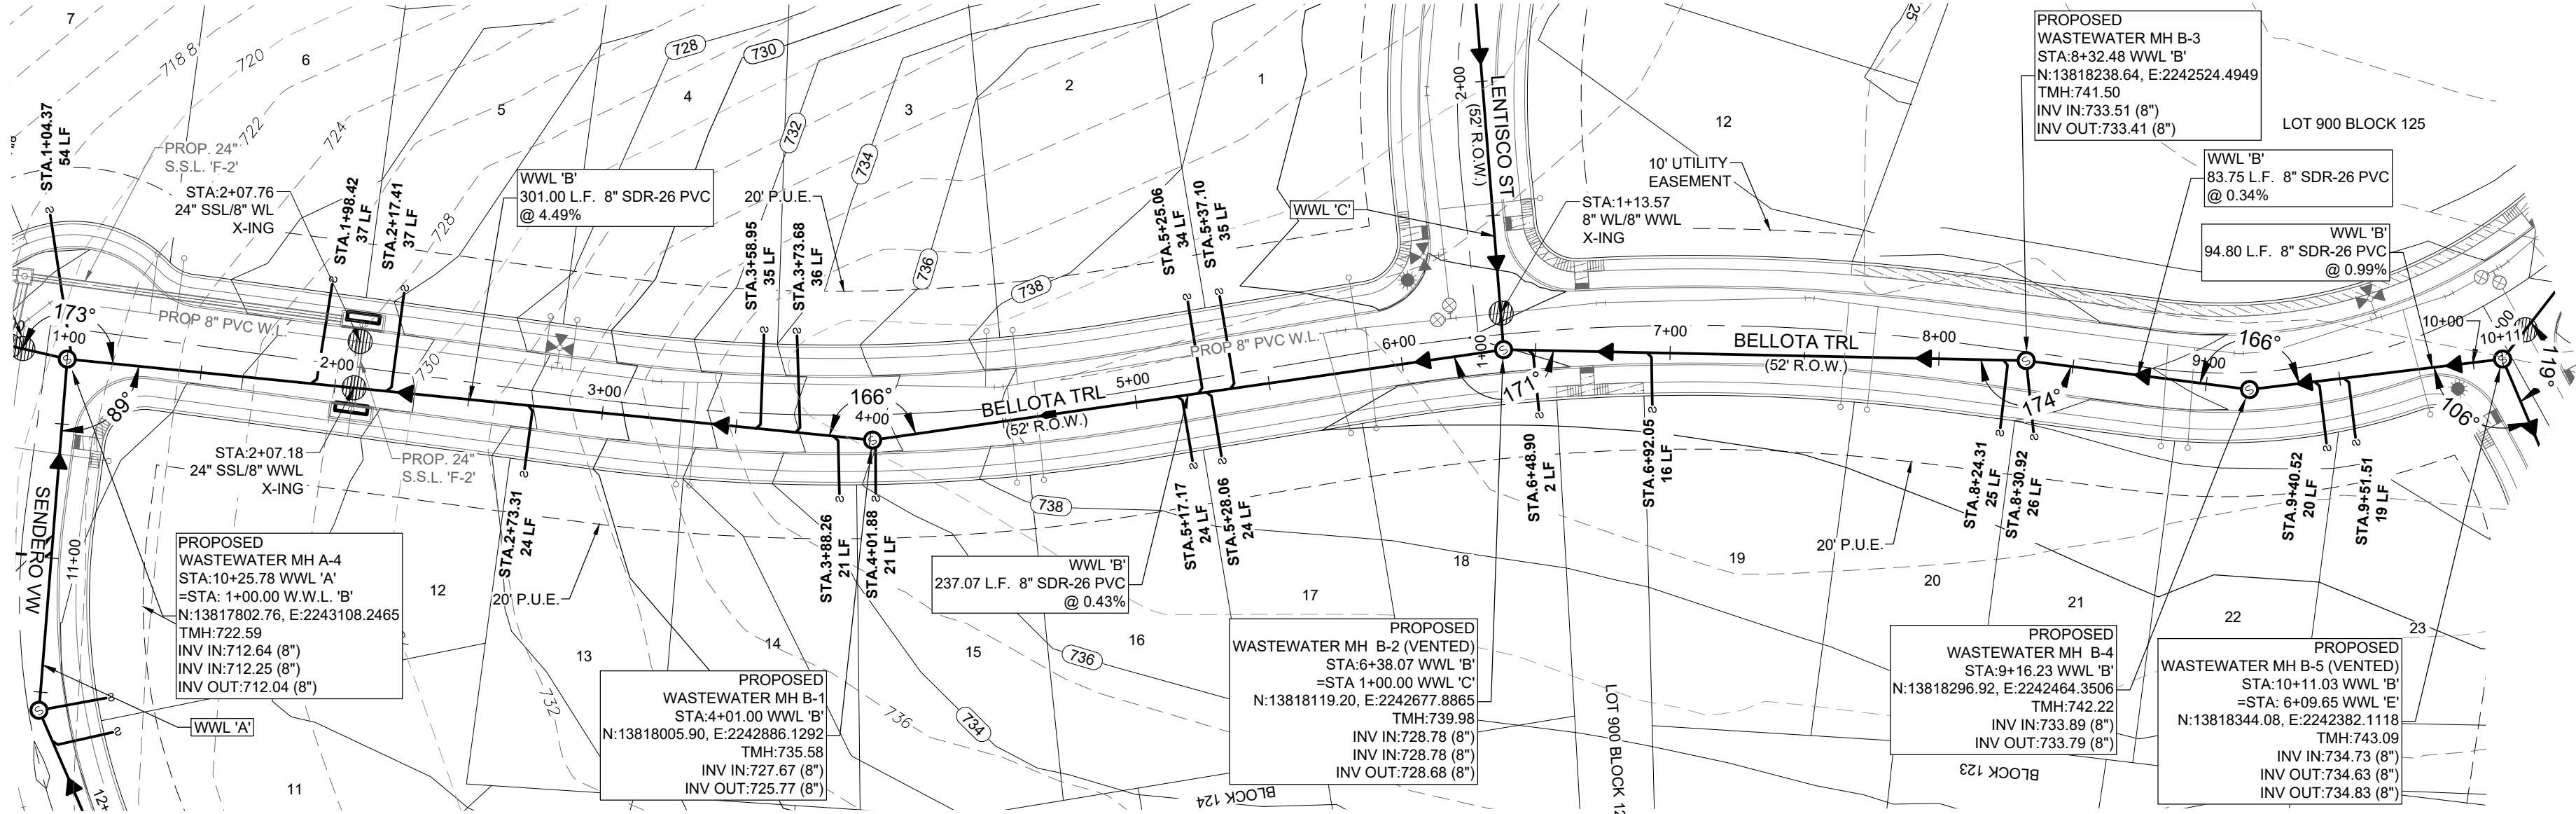 7
718.8
720
722
724
728
730
6
5
4
3
2
1
728
730
732
734
736
738
PROP. 24"
S.S.L. 'F-2'
STA.1+04.37
54 LF
STA:2+07.76
24" SSL/8" WL
X-ING
STA.1+98.42
37 LF
STA.2+17.41
37 LF
WWL 'B'
301.00 L.F. 8" SDR-26 PVC
@ 4.49%
20' P.U.E.
STA.3+58.95
35 LF
STA.3+73.68
36 LF
STA.5+25.06
34 LF
STA.5+37.10
35 LF
WWL 'C'
2+00
LENTISCO ST
(52' R.O.W.)
STA:1+13.57
8" WL/8" WWL
X-ING
10' UTILITY
EASEMENT
12
25
PROPOSED
WASTEWATER MH B-3
STA:8+32.48 WWL 'B'
N:13818238.64, E:2242524.4949
TMH:741.50
INV IN:733.51 (8")
INV OUT:733.41 (8")
LOT 900 BLOCK 125
WWL 'B'
83.75 L.F. 8" SDR-26 PVC
@ 0.34%
WWL 'B'
94.80 L.F. 8" SDR-26 PVC
@ 0.99%
173°
1+00
PROP 8" PVC W.L.
2+00
3+00
166°
4+00
BELLOTA TRL
(52' R.O.W.)
5+00
PROP 8" PVC W.L.
6+00
1+00
171°
7+00
BELLOTA TRL
(52' R.O.W.)
8+00
174°
9+00
166°
10+00
10+11
119°
106°
89°
SENDERO VW
11+00
12+
STA:2+07.18
24" SSL/8" WWL
X-ING
PROP. 24"
S.S.L. 'F-2'
STA.2+73.31
24 LF
20' P.U.E.
STA.3+88.26
21 LF
STA.4+01.88
21 LF
WWL 'B'
237.07 L.F. 8" SDR-26 PVC
@ 0.43%
738
STA.5+17.17
24 LF
STA.5+28.06
24 LF
STA.6+48.90
2 LF
STA.6+92.05
16 LF
20' P.U.E.
STA.8+24.31
25 LF
STA.8+30.92
26 LF
STA.9+40.52
20 LF
STA.9+51.51
19 LF
PROPOSED
WASTEWATER MH A-4
STA:10+25.78 WWL 'A'
=STA: 1+00.00 W.W.L. 'B'
N:13817802.76, E:2243108.2465
TMH:722.59
INV IN:712.64 (8")
INV IN:712.25 (8")
INV OUT:712.04 (8")
WWL 'A'
11
12
13
14
15
16
17
18
19
20
21
22
23
732
736
734
736
PROPOSED
WASTEWATER MH B-1
STA:4+01.00 WWL 'B'
N:13818005.90, E:2242886.1292
TMH:735.58
INV IN:727.67 (8")
INV OUT:725.77 (8")
BLOCK 124
PROPOSED
WASTEWATER MH B-2 (VENTED)
STA:6+38.07 WWL 'B'
=STA 1+00.00 WWL 'C'
N:13818119.20, E:2242677.8865
TMH:739.98
INV IN:728.78 (8")
INV IN:728.78 (8")
INV OUT:728.68 (8")
LOT 900 BLOCK 12
PROPOSED
WASTEWATER MH B-4
STA:9+16.23 WWL 'B'
N:13818296.92, E:2242464.3506
TMH:742.22
INV IN:733.89 (8")
INV OUT:733.79 (8")
BLOCK 123
PROPOSED
WASTEWATER MH B-5 (VENTED)
STA:10+11.03 WWL 'B'
=STA: 6+09.65 WWL 'E'
N:13818344.08, E:2242382.1118
TMH:743.09
INV IN:734.73 (8")
INV OUT:734.63 (8")
INV OUT:734.83 (8")